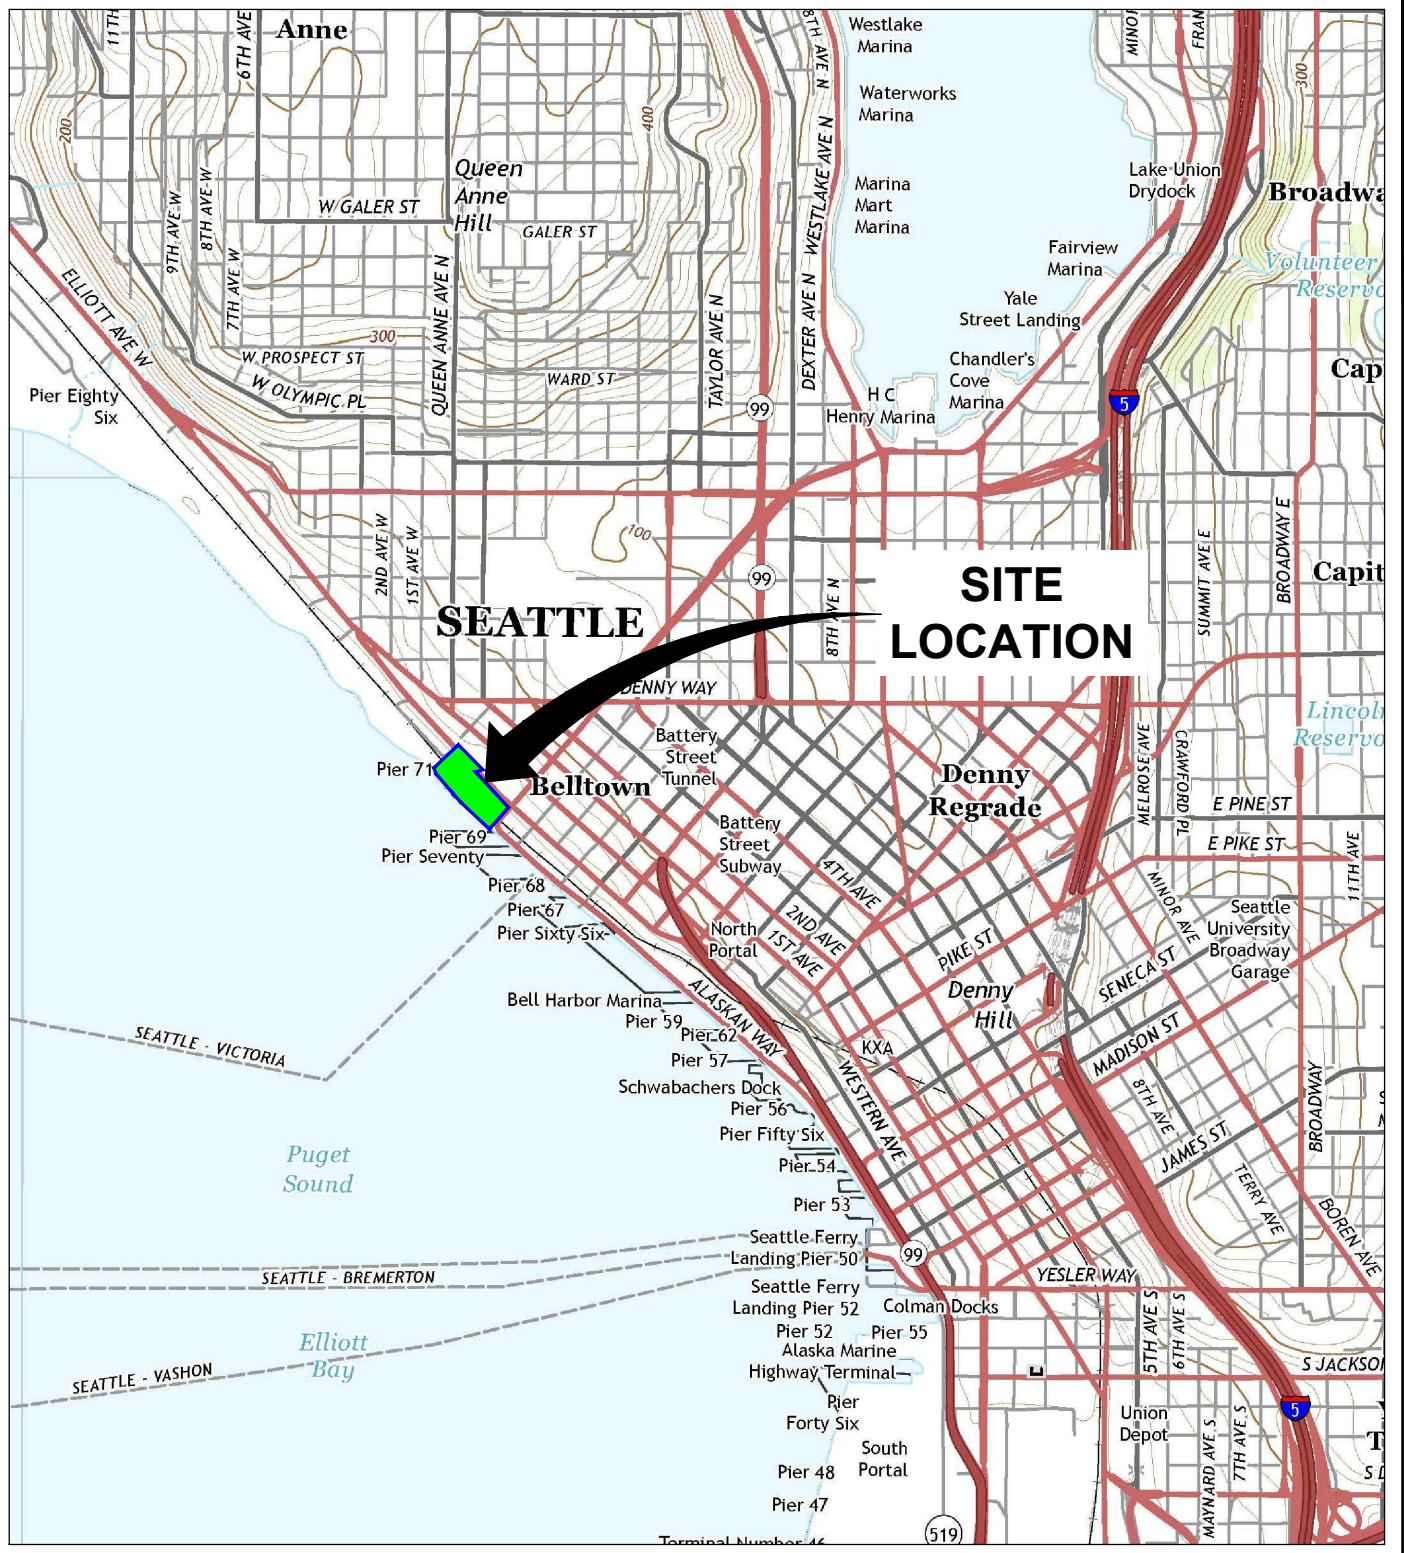 Anne
11TH
6TH AVE
8TH AVE N
Westlake
Marina
MINOR
FRAN
300
Waterworks
Marina
200
400
Queen
Anne
Hill
W GALER ST
GALER ST
9TH AVE W
8TH AVE W
7TH AVE W
WESTLAKE AVE N
Marina
Mart
Marina
Lake Union
Drydock
Broadwa
Fairview
Marina
Volunteer
Reservo
ELLIOTT AVE W
QUEEN ANNE AVE N
TAYLOR AVE N
DEXTER AVE N
Yale
Street Landing
300
W PROSPECT ST
W OLYMPIC PL
WARD ST
Chandler's
Cove
Marina
Cap
Pier Eighty
Six
99
H C
Henry Marina
5
2ND AVE W
1ST AVE W
100
99
8TH AVE N
SITE
LOCATION
SUMMIT AVE E
BROADWAY E
Capit
SEATTLE
DENNY WAY
Lincoln
Reservo
Battery
Street
Tunnel
Pier 71
Belltown
Denny
Regrade
MELROSE AVE
CRAWFORD PL
E PINE ST
E PIKE ST
11TH AVE
Pier 69
Pier Seventy
Battery
Street
Subway
4TH AVE
Pier 68
Pier 67
Pier Sixty Six
North
Portal
2ND AVE
1ST AVE
PIKE ST
MINOR AVE
Seattle
University
Broadway
Garage
SENECA ST
Bell Harbor Marina
ALASKAN WAY
Denny
Hill
Pier 59
Pier 62
MADISON ST
SEATTLE - VICTORIA
Pier 57
KXA
Schwabachers Dock
WESTERN AVE
8TH AVE
BROADWAY
Pier 56
Pier Fifty Six
JAMES ST
Puget
Sound
Pier 54
TERRY AVE
Pier 53
BOREN AVE
Seattle Ferry
Landing Pier 50
99
SEATTLE - BREMERTON
YESLER WAY
Seattle Ferry
Landing Pier 52
Colman Docks
Pier 52
Pier 55
5TH AVE S
6TH AVE S
Elliott
Bay
Alaska Marine
Highway Terminal
S JACKSO
SEATTLE - VASHON
Pier
Forty Six
5
Union
Depot
MAYNARD AVE S
7TH AVE S
South
Portal
Pier 48
Pier 47
519
Terminal Number 46